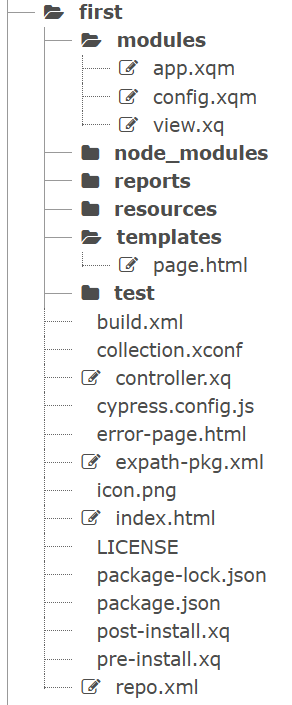 first
modules
app.xqm
config.xqm
view.xq
node_modules
reports
resources
templates
page.html
test
build.xml
collection.xconf
controller.xq
cypress.config.js
error-page.html
expath-pkg.xml
icon.png
index.html
LICENSE
package-lock.json
package.json
post-install.xq
pre-install.xq
repo.xml